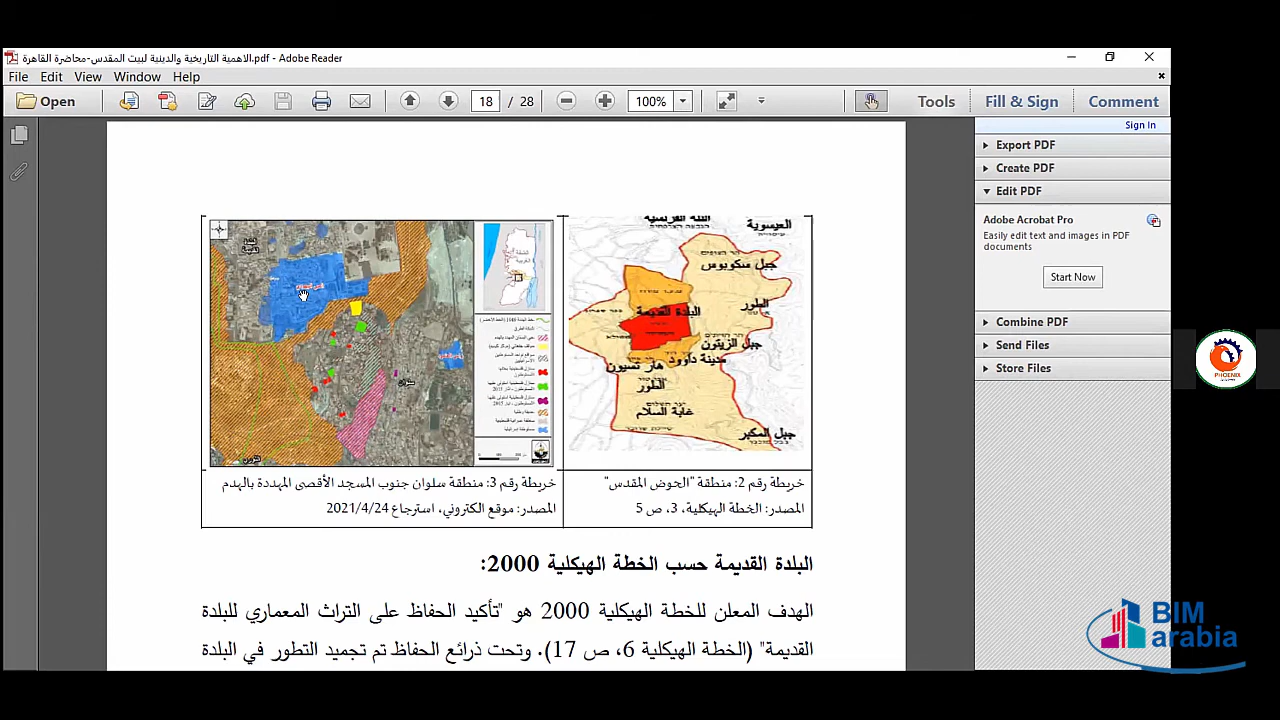 الاهمية التاريخية والدينية لبيت المقدس-محاضرة القاهرة.pdf - Adobe Reader
File Edit View Window Help
Open 18 / 28 100% Tools Fill & Sign Comment
Sign In
Export PDF
Create PDF
Edit PDF
Adobe Acrobat Pro
Easily edit text and images in PDF
documents
Start Now
Combine PDF
Send Files
Store Files
العيسوية
جبل سكوبوس
الطور
البلدة القديمة
جبل الزيتون
مدينة داوود
هار تسيون
الطور
غابة السلام
جبل المكبر
سلوان
خريطة رقم 2: منطقة "الحوض المقدس"
المصدر: الخطة الهيكلية، 3، ص 5
خريطة رقم 3: منطقة سلوان جنوب المسجد الأقصى المهددة بالهدم
المصدر: موقع الكتروني، استرجاع 2021/4/24
البلدة القديمة حسب الخطة الهيكلية 2000:
الهدف المعلن للخطة الهيكلية 2000 هو "تأكيد الحفاظ على التراث المعماري للبلدة
القديمة" (الخطة الهيكلية 6، ص 17). وتحت ذرائع الحفاظ تم تجميد التطور في البلدة
PHOENIX
BIM
arabia